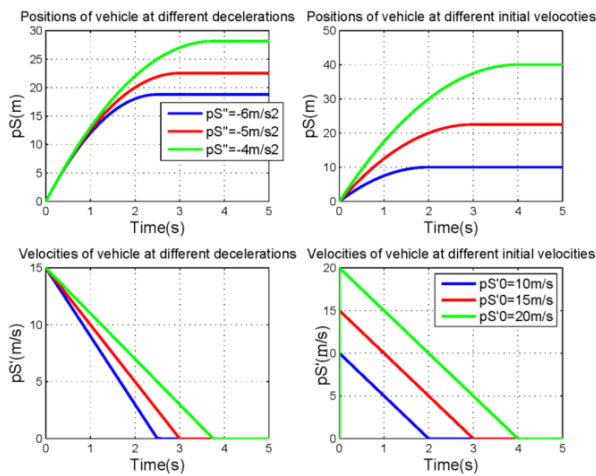 Positions of vehicle at different decelerations
Positions of vehicle at different initial velocoties
pS(m)
30
25
20
15
10
5
0
pS''=-6m/s2
pS''=-5m/s2
pS''=-4m/s2
0 1 2 3 4 5
Time(s)
pS(m)
50
40
30
20
10
0
0 1 2 3 4 5
Time(s)
Velocities of vehicle at different decelerations
Velocities of vehicle at different initial velocities
pS'(m/s)
15
10
5
0
0 1 2 3 4 5
Time(s)
pS'(m/s)
20
15
10
5
0
pS'0=10m/s
pS'0=15m/s
pS'0=20m/s
0 1 2 3 4 5
Time(s)